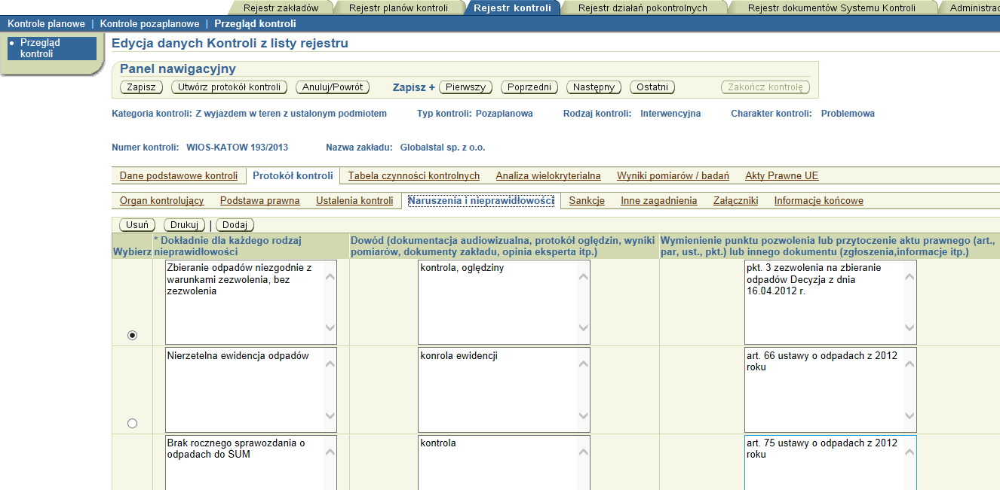 Rejestr zakładów
Rejestr planów kontroli
Rejestr kontroli
Rejestr działań pokontrolnych
Rejestr dokumentów Systemu Kontroli
Kontrole planowe | Kontrole pozaplanowe | Przegląd kontroli
Przegląd
kontroli
Edycja danych Kontroli z listy rejestru
Panel nawigacyjny
Zapisz Utwórz protokół kontroli Anuluj/Powrót Zapisz + Pierwszy Poprzedni Następny Ostatni Zakończ kontrolę
Kategoria kontroli: Z wyjazdem w teren z ustalonym podmiotem Typ kontroli: Pozaplanowa Rodzaj kontroli: Interwencyjna Charakter kontroli: Problemowa
Numer kontroli: WIOS-KATOW 193/2013 Nazwa zakładu: Globalstal sp. z o.o.
Dane podstawowe kontroli Protokół kontroli Tabela czynności kontrolnych Analiza wielokryterialna Wyniki pomiarów / badań Akty Prawne UE
Organ kontrolujący Podstawa prawna Ustalenia kontroli Naruszenia i nieprawidłowości Sankcje Inne zagadnienia Załączniki Informacje końcowe
Usuń Drukuj | Dodaj
Wybierz
* Dokładnie dla każdego rodzaj
nieprawidłowości
Dowód (dokumentacja audiowizualna, protokół oględzin, wyniki
pomiarów, dokumenty zakładu, opinia eksperta itp.)
Wymienienie punktu pozwolenia lub przytoczenie aktu prawnego (art.,
par, ust., pkt.) lub innego dokumentu (zgłoszenia,informacje itp.)
Zbieranie odpadów niezgodnie z
warunkami zezwolenia, bez
zezwolenia
kontrola, oględziny
pkt. 3 zezwolenia na zbieranie
odpadów Decyzja z dnia
16.04.2012 r.
Nierzetelna ewidencja odpadów
konrola ewidencji
art. 66 ustawy o odpadach z 2012
roku
Brak rocznego sprawozdania o
odpadach do ŚUM
kontrola
art. 75 ustawy o odpadach z 2012
roku